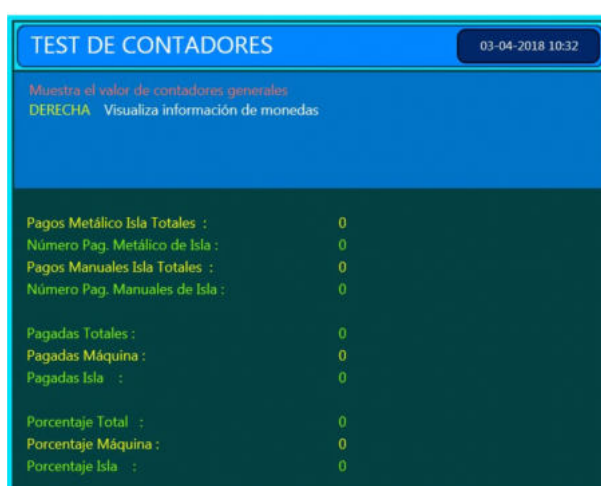 TEST DE CONTADORES
03-04-2018 10:32
Muestra el valor de contadores generales
DERECHA Visualiza información de monedas
Pagos Metálico Isla Totales : 0
Número Pag. Metálico de Isla : 0
Pagos Manuales Isla Totales : 0
Número Pag. Manuales de Isla : 0
Pagadas Totales : 0
Pagadas Máquina : 0
Pagadas Isla : 0
Porcentaje Total : 0
Porcentaje Máquina : 0
Porcentaje Isla : 0